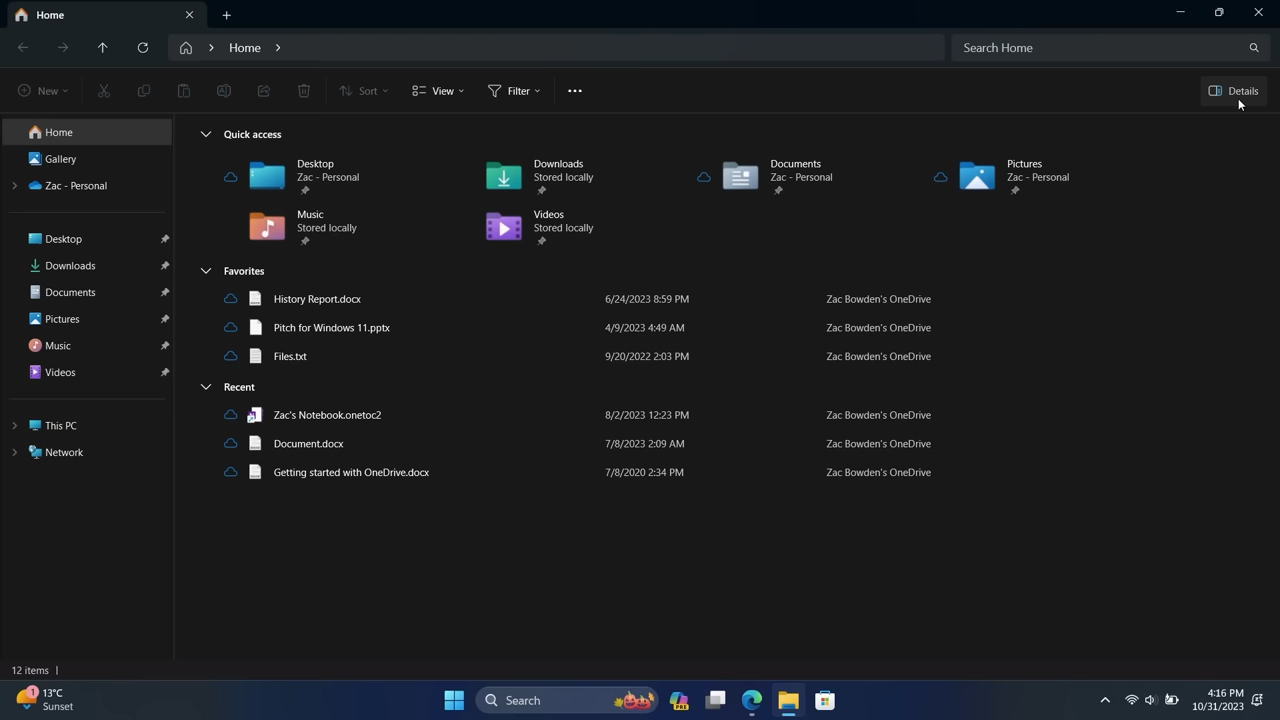 Home
Home
Search Home
New
Sort
View
Filter
Details
Home
Gallery
Zac - Personal
Desktop
Downloads
Documents
Pictures
Music
Videos
This PC
Network
Quick access
Desktop
Zac - Personal
Downloads
Stored locally
Documents
Zac - Personal
Pictures
Zac - Personal
Music
Stored locally
Videos
Stored locally
Favorites
History Report.docx 6/24/2023 8:59 PM Zac Bowden's OneDrive
Pitch for Windows 11.pptx 4/9/2023 4:49 AM Zac Bowden's OneDrive
Files.txt 9/20/2022 2:03 PM Zac Bowden's OneDrive
Recent
Zac's Notebook.onetoc2 8/2/2023 12:23 PM Zac Bowden's OneDrive
Document.docx 7/8/2023 2:09 AM Zac Bowden's OneDrive
Getting started with OneDrive.docx 7/8/2020 2:34 PM Zac Bowden's OneDrive
12 items
1
13°C
Sunset
Search
PRE
4:16 PM
10/31/2023